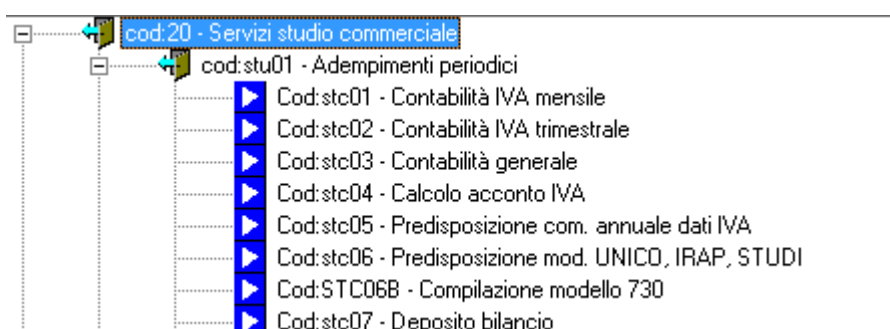 cod:20 - Servizi studio commerciale
cod:stu01 - Adempimenti periodici
Cod:stc01 - Contabilità IVA mensile
Cod:stc02 - Contabilità IVA trimestrale
Cod:stc03 - Contabilità generale
Cod:stc04 - Calcolo acconto IVA
Cod:stc05 - Predisposizione com. annuale dati IVA
Cod:stc06 - Predisposizione mod. UNICO, IRAP, STUDI
Cod:STC06B - Compilazione modello 730
Cod:stc07 - Deposito bilancio